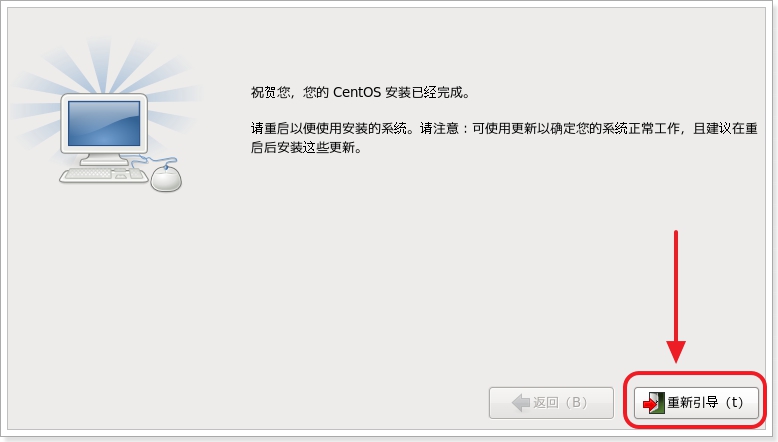 祝贺您，您的 CentOS 安装已经完成。
请重启以便使用安装的系统。请注意：可使用更新以确定您的系统正常工作，且建议在重
启后安装这些更新。
返回（B）
重新引导（t）